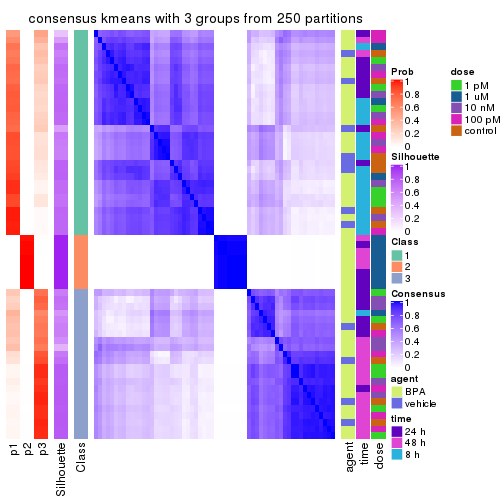 consensus kmeans with 3 groups from 250 partitions
p1
p2
p3
Silhouette
Class
agent
time
dose
Prob
1
0.8
0.6
0.4
0.2
0
Silhouette
1
0.8
0.6
0.4
0.2
0
Class
1
2
3
Consensus
1
0.8
0.6
0.4
0.2
0
agent
BPA
vehicle
time
24 h
48 h
8 h
dose
1 pM
1 uM
10 nM
100 pM
control